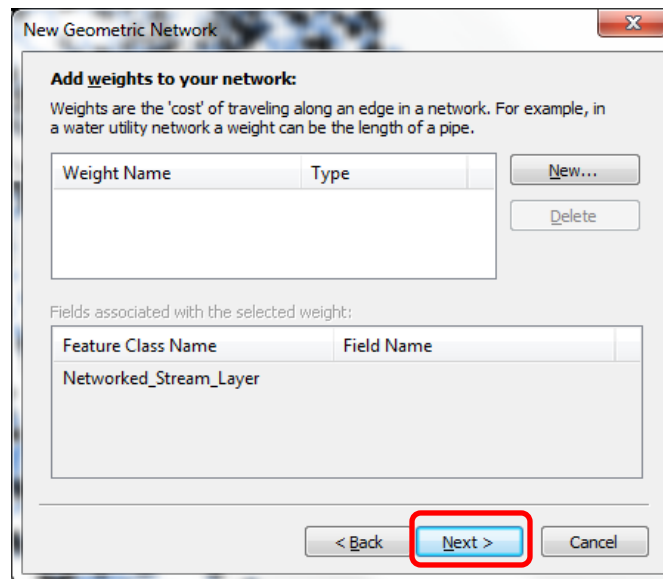 New Geometric Network
Add weights to your network:
Weights are the 'cost' of traveling along an edge in a network. For example, in
a water utility network a weight can be the length of a pipe.
Weight Name Type
New...
Delete
Fields associated with the selected weight:
Feature Class Name Field Name
Networked_Stream_Layer
< Back Next > Cancel